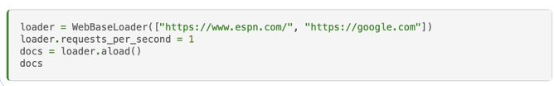 loader = WebBaseLoader(["https://www.espn.com/", "https://google.com"])
loader.requests_per_second = 1
docs = loader.aload()
docs